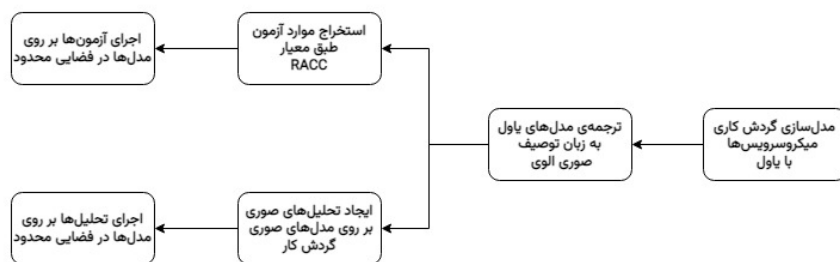 مدل‌سازی گردش کاری
میکروسرویس‌ها
با یاول
ترجمه‌ی مدل‌های یاول
به زبان توصیف
صوری الوی
استخراج موارد آزمون
طبق معیار
RACC
اجرای آزمون‌ها بر روی
مدل‌ها در فضایی محدود
ایجاد تحلیل‌های صوری
بر روی مدل‌های صوری
گردش کار
اجرای تحلیل‌ها بر روی
مدل‌ها در فضایی محدود